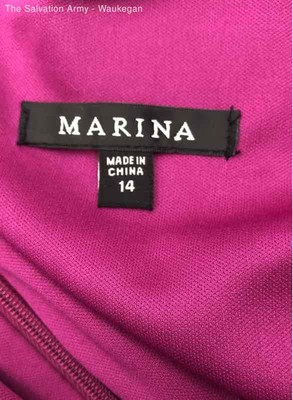 The Salvation Army - Waukegan
MARINA
MADE IN
CHINA
14